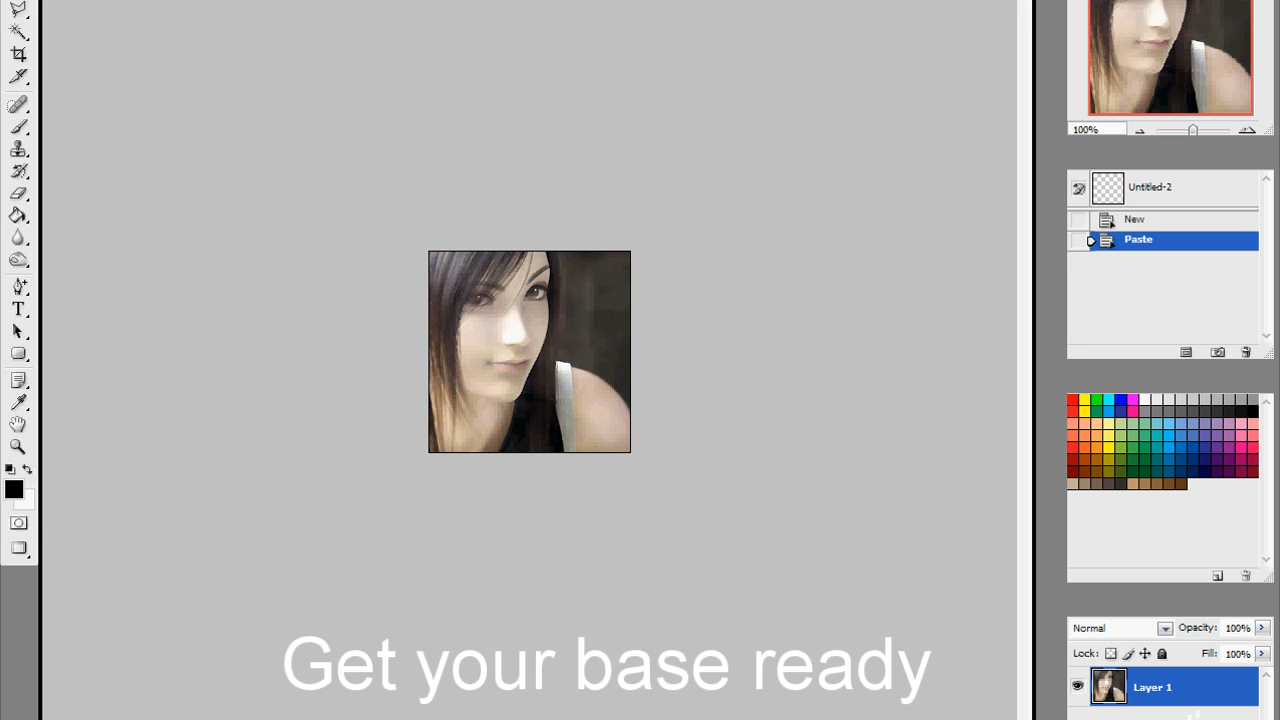 100%
Untitled-2
New
Paste
Normal
Opacity: 100%
Lock:
Fill: 100%
Layer 1
Get your base ready